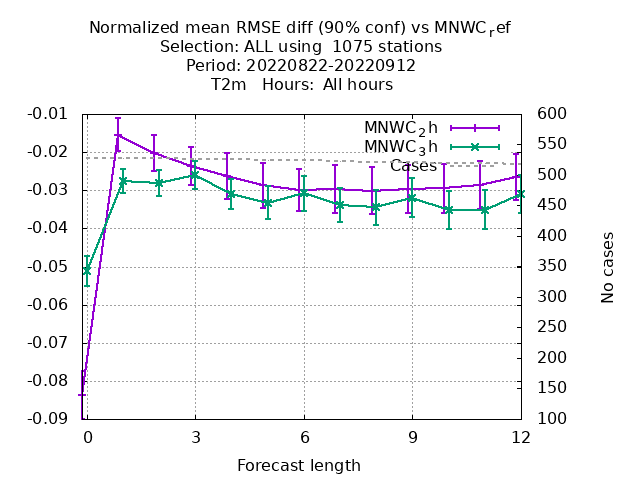 Normalized mean RMSE diff (90% conf) vs MNWCref
Selection: ALL using 1075 stations
Period: 20220822-20220912
T2m Hours: All hours
MNWC2h
MNWC3h
Cases
-0.01
-0.02
-0.03
-0.04
-0.05
-0.06
-0.07
-0.08
-0.09
600
550
500
450
400
350
300
250
200
150
100
No cases
0 3 6 9 12
Forecast length